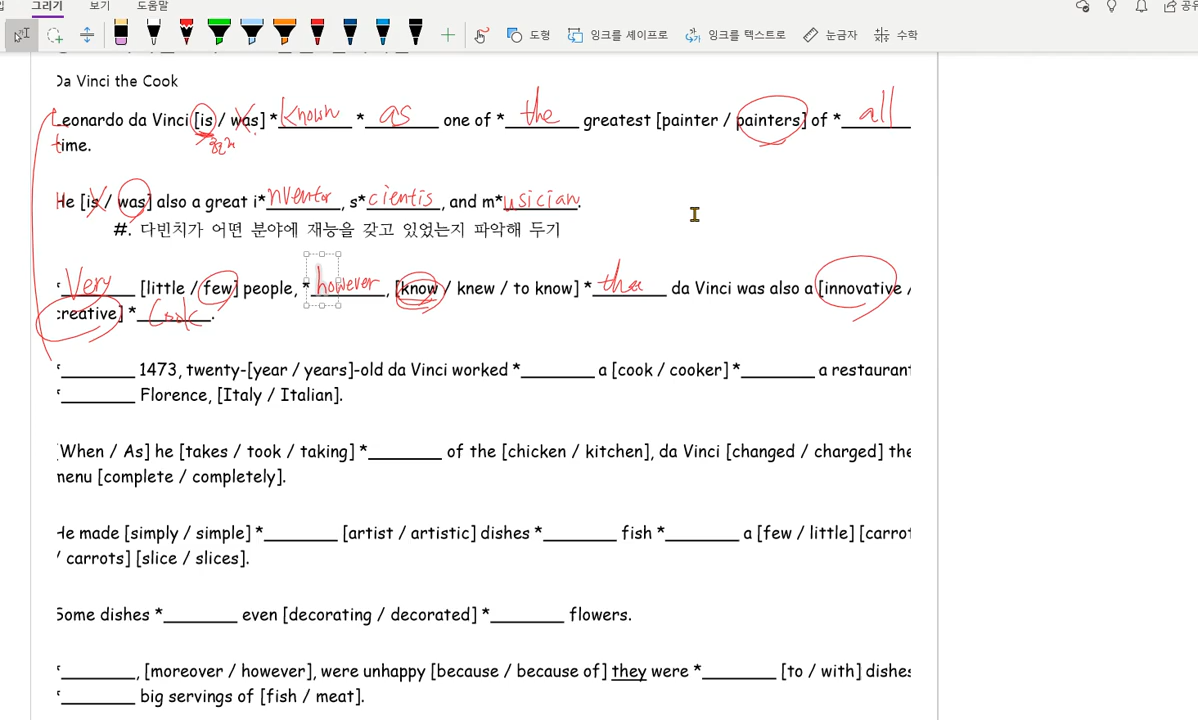 그리기 보기 도움말
도형 잉크를 셰이프로 잉크를 텍스트로 눈금자 수학
Da Vinci the Cook
Leonardo da Vinci [is / was] *known *as one of *the greatest [painter / painters] of *all
time.
He [is / was] also a great i*nventor, s*cientis, and m*usician.
#. 다빈치가 어떤 분야에 재능을 갖고 있었는지 파악해 두기
Very [little / few] people, *however, [know / knew / to know] * da Vinci was also a [innovative /
creative] *Cook.
*________ 1473, twenty-[year / years]-old da Vinci worked *________ a [cook / cooker] *________ a restaurant
*________ Florence, [Italy / Italian].
[When / As] he [takes / took / taking] *________ of the [chicken / kitchen], da Vinci [changed / charged] the
menu [complete / completely].
He made [simply / simple] *________ [artist / artistic] dishes *________ fish *________ a [few / little] [carrot
/ carrots] [slice / slices].
Some dishes *________ even [decorating / decorated] *________ flowers.
*________, [moreover / however], were unhappy [because / because of] they were *________ [to / with] dishes
*________ big servings of [fish / meat].